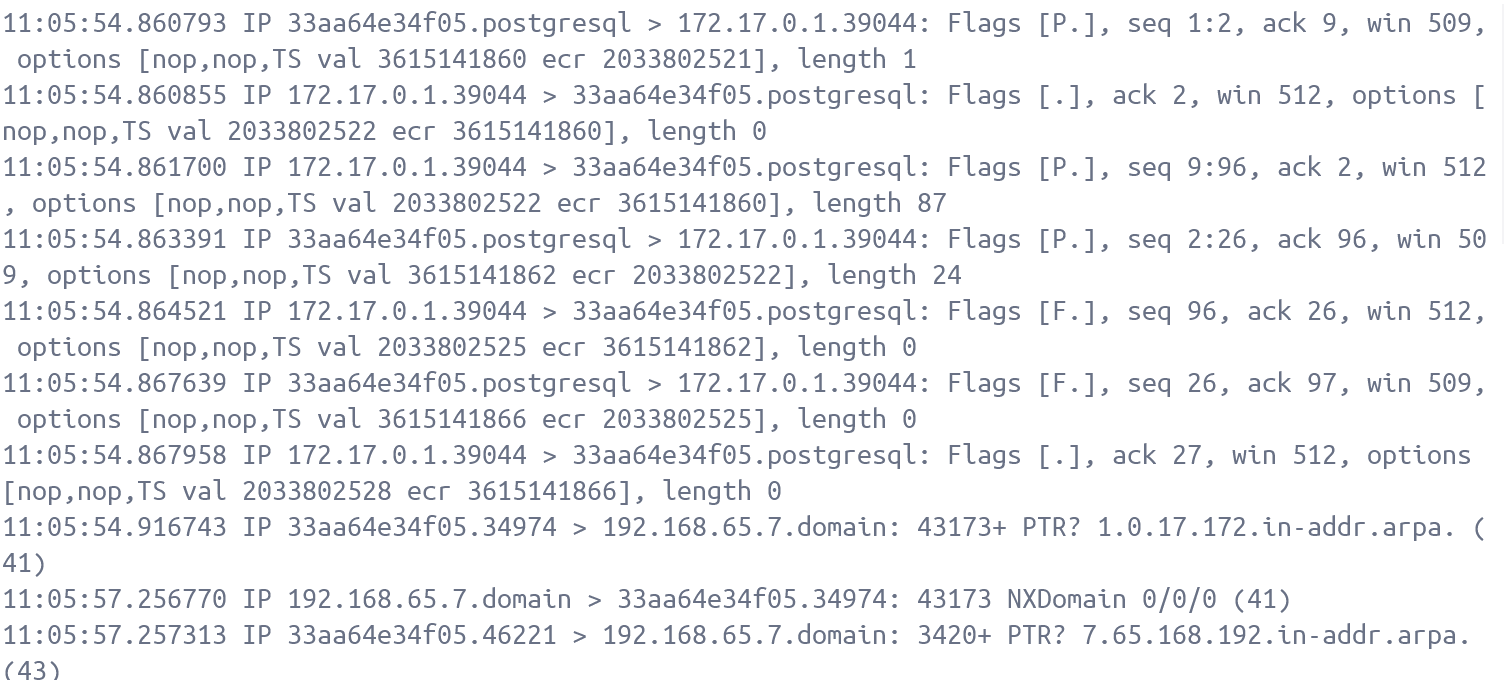 11:05:54.860793 IP 33aa64e34f05.postgresql > 172.17.0.1.39044: Flags [P.], seq 1:2, ack 9, win 509,
 options [nop,nop,TS val 3615141860 ecr 2033802521], length 1
11:05:54.860855 IP 172.17.0.1.39044 > 33aa64e34f05.postgresql: Flags [.], ack 2, win 512, options [
nop,nop,TS val 2033802522 ecr 3615141860], length 0
11:05:54.861700 IP 172.17.0.1.39044 > 33aa64e34f05.postgresql: Flags [P.], seq 9:96, ack 2, win 512
, options [nop,nop,TS val 2033802522 ecr 3615141860], length 87
11:05:54.863391 IP 33aa64e34f05.postgresql > 172.17.0.1.39044: Flags [P.], seq 2:26, ack 96, win 50
9, options [nop,nop,TS val 3615141862 ecr 2033802522], length 24
11:05:54.864521 IP 172.17.0.1.39044 > 33aa64e34f05.postgresql: Flags [F.], seq 96, ack 26, win 512,
 options [nop,nop,TS val 2033802525 ecr 3615141862], length 0
11:05:54.867639 IP 33aa64e34f05.postgresql > 172.17.0.1.39044: Flags [F.], seq 26, ack 97, win 509,
 options [nop,nop,TS val 3615141866 ecr 2033802525], length 0
11:05:54.867958 IP 172.17.0.1.39044 > 33aa64e34f05.postgresql: Flags [.], ack 27, win 512, options
[nop,nop,TS val 2033802528 ecr 3615141866], length 0
11:05:54.916743 IP 33aa64e34f05.34974 > 192.168.65.7.domain: 43173+ PTR? 1.0.17.172.in-addr.arpa. (
41)
11:05:57.256770 IP 192.168.65.7.domain > 33aa64e34f05.34974: 43173 NXDomain 0/0/0 (41)
11:05:57.257313 IP 33aa64e34f05.46221 > 192.168.65.7.domain: 3420+ PTR? 7.65.168.192.in-addr.arpa.
(43)